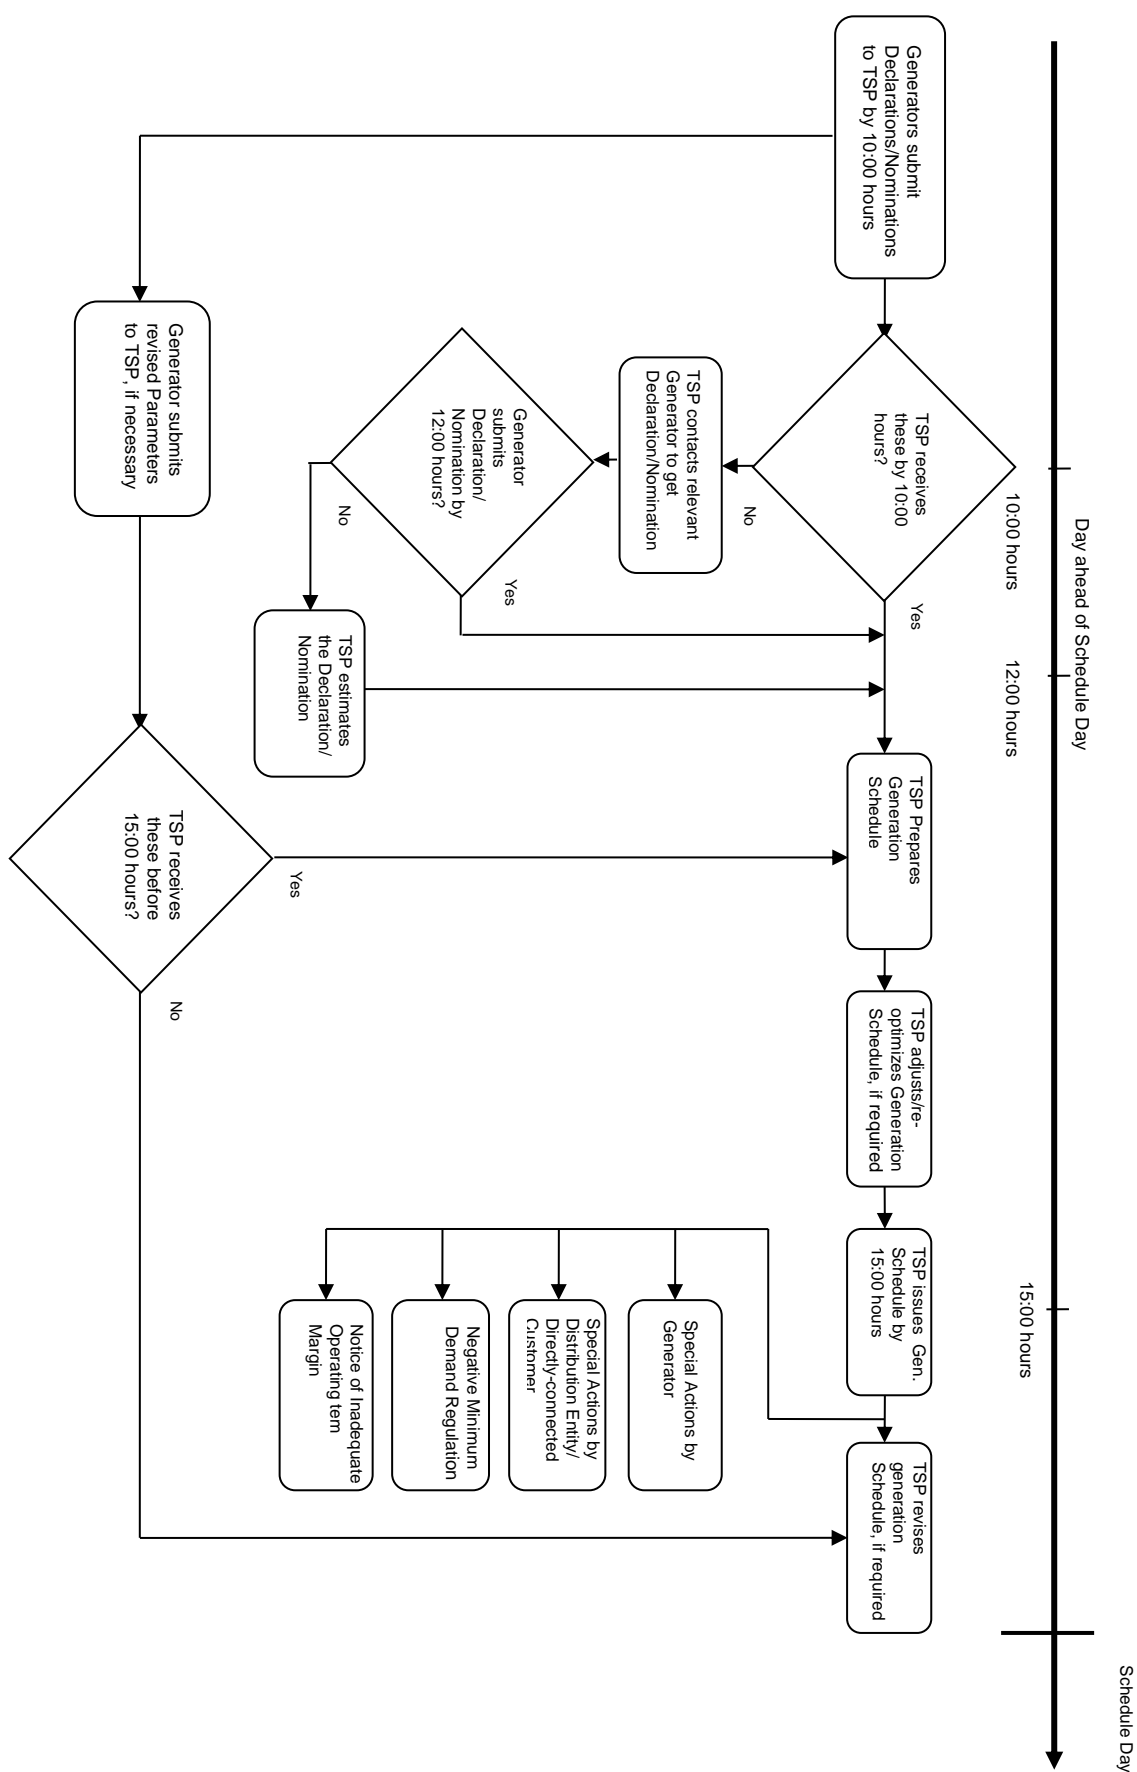 Day ahead of Schedule Day
Schedule Day
10:00 hours
12:00 hours
15:00 hours
Generators submit
Declarations/Nominations
to TSP by 10:00 hours
TSP receives
these by 10:00
hours?
Yes
No
TSP contacts relevant
Generator to get
Declaration/Nomination
Generator
submits
Declaration/
Nomination by
12:00 hours?
Yes
No
TSP estimates
the Declaration/
Nomination
TSP Prepares
Generation
Schedule
TSP adjusts/re-
optimizes Generation
Schedule, if required
TSP issues Gen.
Schedule by
15:00 hours
TSP revises
generation
Schedule, if required
Special Actions by
Generator
Special Actions by
Distribution Entity/
Directly-connected
Customer
Negative Minimum
Demand Regulation
Notice of Inadequate
Operating tem
Margin
Generator submits
revised Parameters
to TSP, if necessary
TSP receives
these before
15:00 hours?
Yes
No